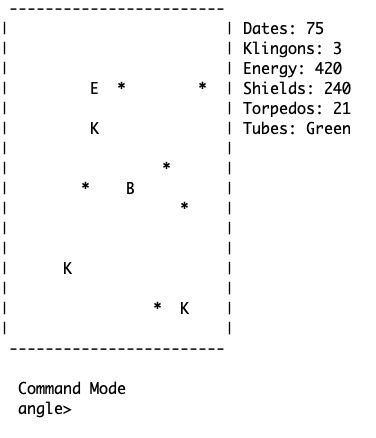 ------------------------
|                        | Dates: 75
|                        | Klingons: 3
|                        | Energy: 420
|         E  *        *  | Shields: 240
|                        | Torpedos: 21
|         K              | Tubes: Green
|                        |
|                 *      |
|        *    B          |
|                   *    |
|                        |
|                        |
|      K                 |
|                        |
|                *  K    |
|                        |
 ------------------------
Command Mode
angle>